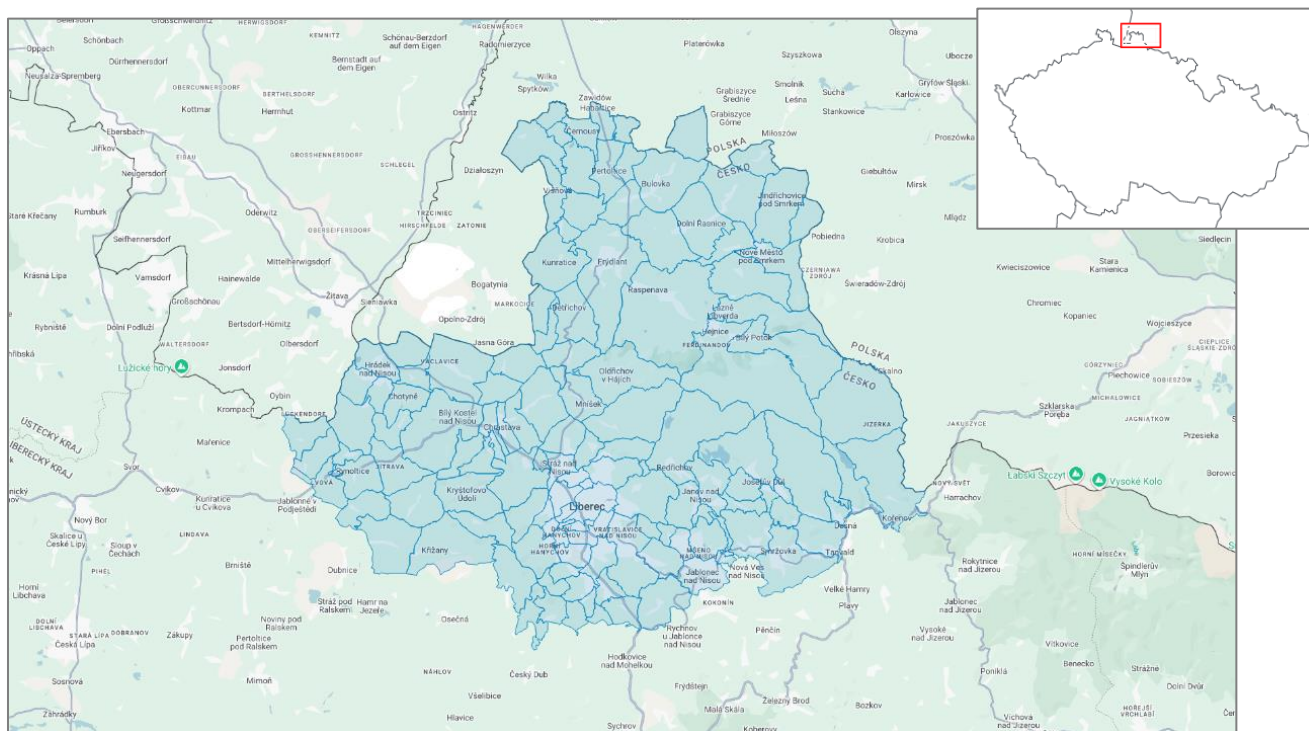 Oppach
Schönbach
Großschweidnitz
HERWIGSDORF
KEMNITZ
Schönau-Berzdorf
auf dem Eigen
HAGENWERDER
Radomierzyce
Platerówka
Szyszkowa
Olszyna
Ubocze
Dürrhennersdorf
Bernstadt auf
dem Eigen
Neusalza-Spremberg
OBERCUNNERSDORF
BERTHELSDORF
Kottmar
Herrnhut
Ostritz
Wilka
Spytków
Zawidów
Habartice
Grabiszyce
Średnie
Smolnik
Leśna
Sucha
Stankowice
Karłowice
Gryfów Śląski
Grabiszyce
Górne
Miłoszów
Proszówka
Ebersbach
Jiříkov
EIBAU
GROSSHENNERSDORF
SCHLEGEL
Działoszyn
Černousy
POLSKA
ČESKO
Giebułtów
Mirsk
Neugersdorf
Pertoltice
Bulovka
Višňová
Jindřichovice
pod Smrkem
Staré Křečany
Rumburk
Oderwitz
TRZCINIEC
HIRSCHFELDE
ZATONIE
OBERSEIFERSDORF
Dolní Řasnice
Pobiedna
Krobica
Mlądz
Seifhennersdorf
Mittelherwigsdorf
Nové Město
pod Smrkem
Siedlęcin
Krásná Lípa
Varnsdorf
Hainewalde
Kunratice
Frýdlant
CZERNIAWA
ZDRÓJ
Świeradów-Zdrój
Kwieciszowice
Stara
Kamienica
Großschönau
Żitava
Sieniawka
Bogatynia
MARKOCICE
Raspenava
Rybniště
Dolní Podluží
Bertsdorf-Hörnitz
Opolno-Zdrój
Dětřichov
Lázně
Libverda
Chromiec
Kopaniec
Wojcieszyce
WALTERSDORF
Olbersdorf
Jasna Góra
Hejnice
FERDINANDOV
Bílý Potok
CIEPLICE
ŚLĄSKIE-ZDRÓJ
Lužické hory
Jonsdorf
Hrádek
nad Nisou
VÁCLAVICE
Oldřichov
v Hájích
POLSKA
ČESKO
GÓRZYNIEC
Piechowice
SOBIESZÓW
Oybin
Chotyně
Mníšek
MICHAŁOWICE
Krompach
LÜCKENDORF
Bílý Kostel
nad Nisou
Chrastava
JIZERKA
JAKUSZYCE
Szklarska
Poręba
JAGNIĄTKÓW
Przesieka
ÚSTECKÝ KRAJ
LIBERECKÝ KRAJ
Mařenice
Svor
Rynoltice
Stráž nad
Nisou
Bedřichov
Josefův Důl
Janov nad
Nisou
NOVÝ SVĚT
Harrachov
Łabski Szczyt
Vysoké Kolo
Cvikov
Kunratice
u Cvikova
Jablonné v
Podještědí
Kryštofovo
Údolí
Liberec
Kořenov
Nový Bor
Desná
Skalice u
České Lípy
Sloup v
Čechách
LINDAVA
VRATISLAVICE
NAD NISOU
HORNÍ
HANYCHOV
MŠENO
NAD NISOU
Smržovka
Tanvald
HORNÍ MÍSEČKY
Křižany
Jablonec
nad Nisou
Nová Ves
nad Nisou
Rokytnice
nad Jizerou
Špindlerův
Mlýn
PIHEL
Brniště
Dubnice
Horní
Libchava
Stráž pod
Ralskem
Hamr na
Jezeře
KOKONÍN
Velké Hamry
Plavy
Jablonec
nad Jizerou
Osečná
DOLNÍ
LIBCHAVA
STARÁ LÍPA
Česká Lípa
DOBRANOV
Zákupy
Noviny pod
Ralskem
Pertoltice
pod Ralskem
Rychnov
u Jablonce
nad Nisou
Pěnčín
Vysoké
nad Jizerou
Vítkovice
Benecko
Hodkovice
nad Mohelkou
Poniklá
Strážné
Sosnová
Mimoň
NÁHLOV
Český Dub
Frýdštejn
Dolní Dvůr
Všelibice
Železný Brod
Bozkov
HOŘEJŠÍ
VRCHLABÍ
Zahrádky
Hlavice
Sychrov
Malá Skála
Koberovy
Víchová
nad Jizerou